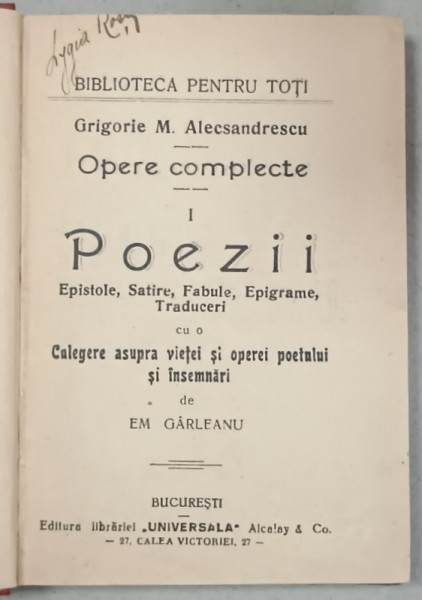 Lygia
BIBLIOTECA PENTRU TOȚI
Grigorie M. Alecsandrescu
Opere complecte
I
Poezii
Epistole, Satire, Fabule, Epigrame,
Traduceri
cu o
Culegere asupra vieței și operei poetului
și însemnări
de
EM GÂRLEANU
BUCUREȘTI
Editura librăriei „UNIVERSALA" Alcalay & Co.
— 27, CALEA VICTORIEI, 27 —